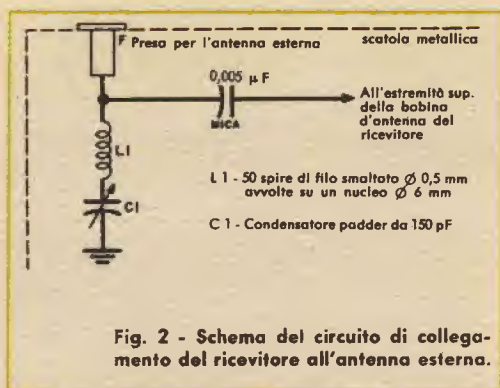 F Presa per l'antenna esterna
scatola metallica
0,005 µF
MICA
All'estremità sup.
della bobina
d'antenna del
ricevitore
L1
L 1 - 50 spire di filo smaltato Ø 0,5 mm
avvolte su un nucleo Ø 6 mm
C1
C 1 - Condensatore padder da 150 pF
Fig. 2 - Schema del circuito di collega-
mento del ricevitore all'antenna esterna.